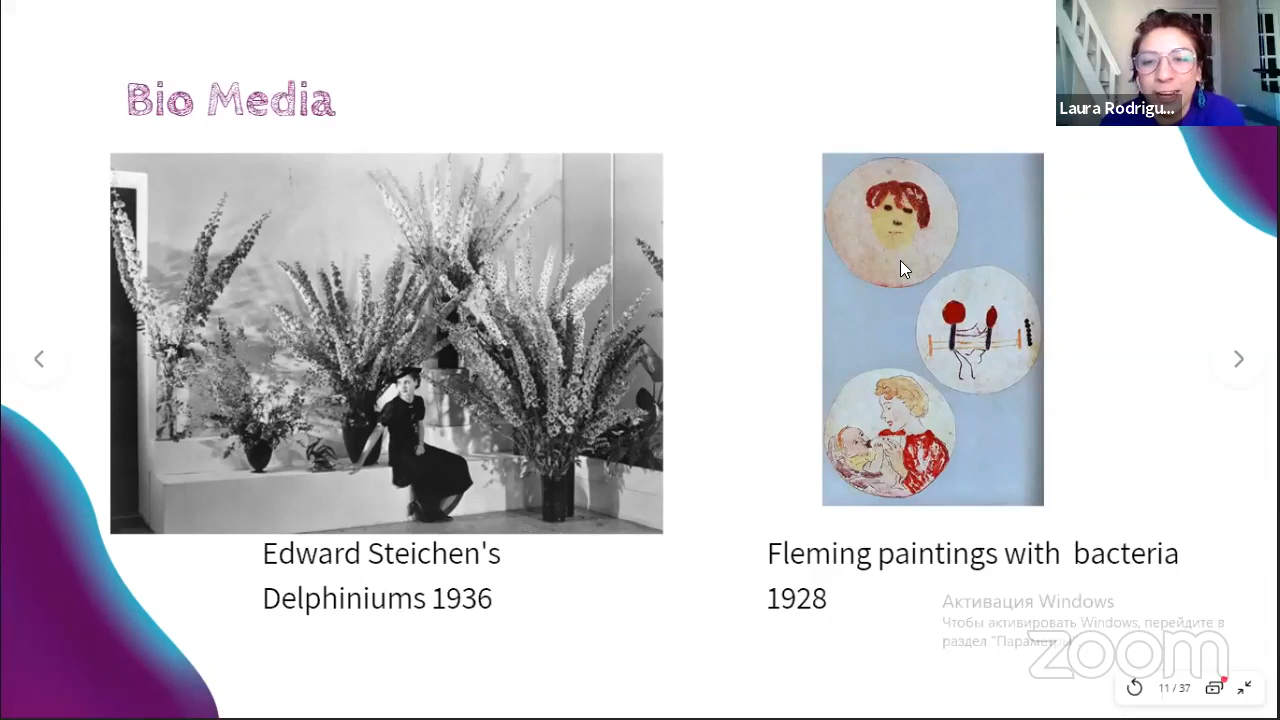 Laura Rodrigu...
Bio Media
Edward Steichen's
Delphiniums 1936
Fleming paintings with bacteria
1928
Активация Windows
Чтобы активировать Windows, перейдите в
раздел "Параметры
zoom
11 / 37